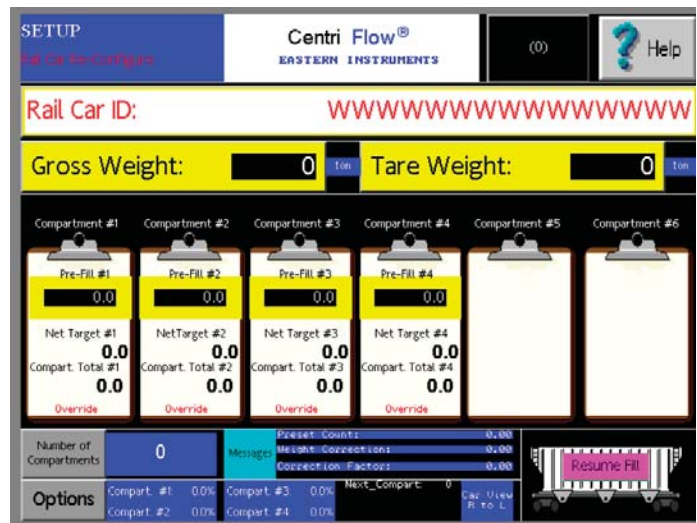 SETUP
Rail Car Re-Configure
Centri Flow®
EASTERN INSTRUMENTS
(0)
Help
Rail Car ID: WWWWWWWWWWWWWWWW
Gross Weight: 0 ton Tare Weight: 0 ton
Compartment #1 Compartment #2 Compartment #3 Compartment #4 Compartment #5 Compartment #6
Pre-Fill #1 Pre-Fill #2 Pre-Fill #3 Pre-Fill #4
0.0 0.0 0.0 0.0
Net Target #1 NetTarget #2 Net Target #3 Net Target #4
0.0 0.0 0.0 0.0
Compart. Total #1 Compart. Total #2 Compart. Total #3 Compart. Total #4
0.0 0.0 0.0 0.0
Override Override Override Override
Number of Compartments 0
Messages
Preset Count: 0.00
Weight Correction: 0.00
Correction Factor: 0.00
Resume Fill
Options
Compart. #1 0.0% Compart. #3 0.0%
Compart. #2 0.0% Compart. #4 0.0%
Next_Compart. 0
Car View
R to L